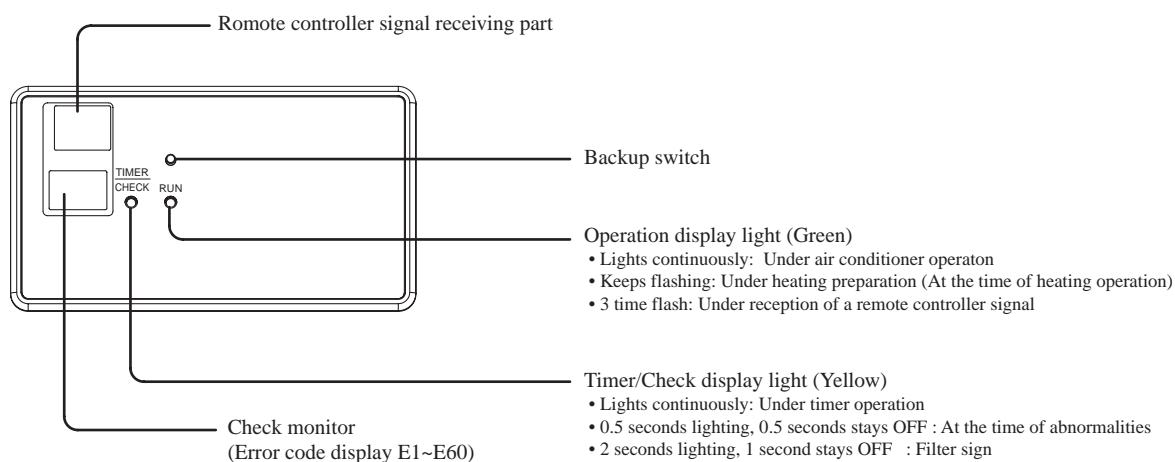 Romote controller signal receiving part
TIMER
CHECK
RUN
Backup switch
Operation display light (Green)
• Lights continuously: Under air conditioner operaton
• Keeps flashing: Under heating preparation (At the time of heating operation)
• 3 time flash: Under reception of a remote controller signal
Timer/Check display light (Yellow)
• Lights continuously: Under timer operation
• 0.5 seconds lighting, 0.5 seconds stays OFF : At the time of abnormalities
• 2 seconds lighting, 1 second stays OFF : Filter sign
Check monitor
(Error code display E1~E60)